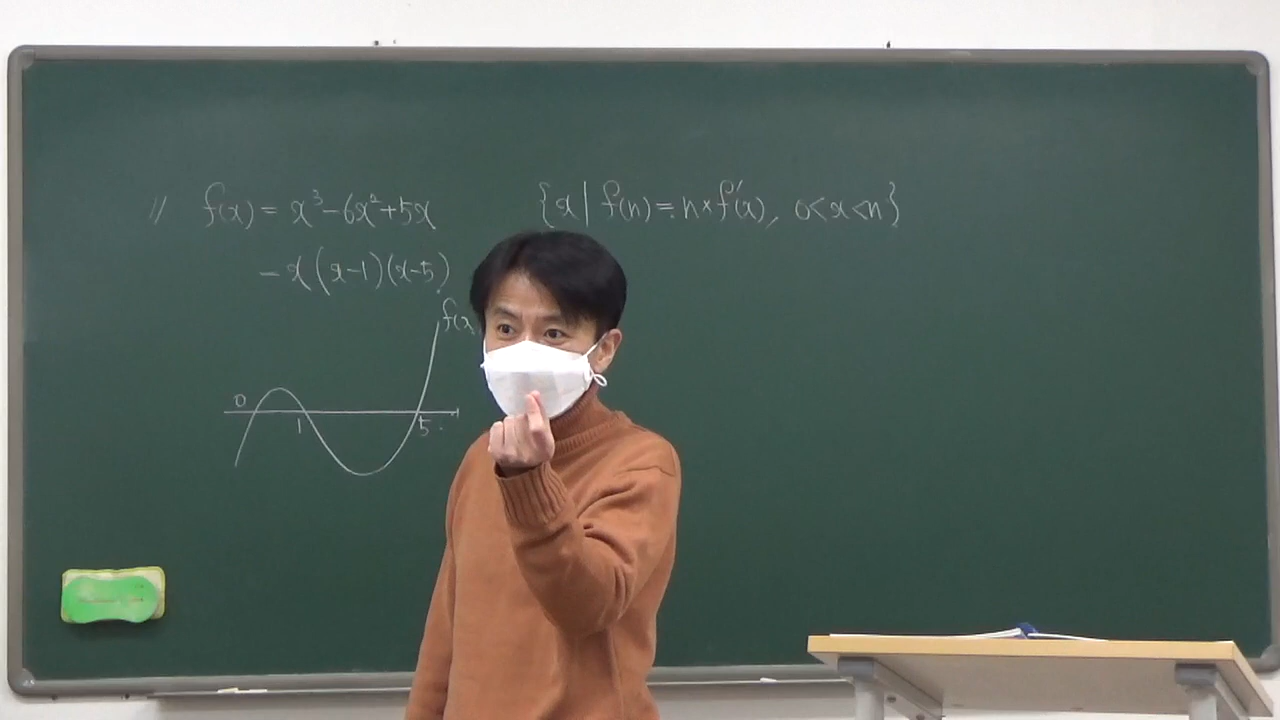 // f(x) = x³-6x²+5x
{x | f(n) = n×f'(x), 0<x<n}
= x(x-1)(x-5)
f(x
0
1
5